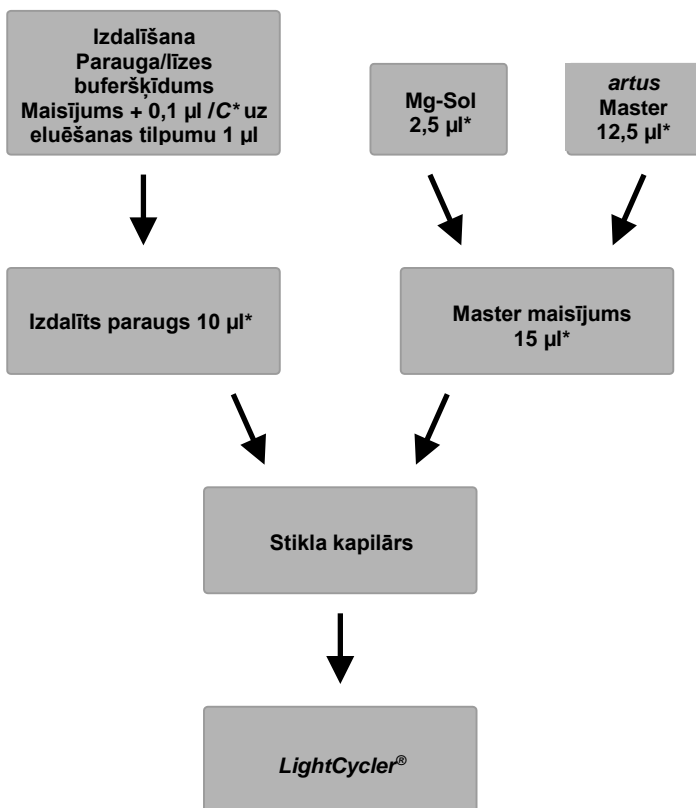 Izdalīšana
Parauga/līzes
buferšķīdums
Maisījums + 0,1 µl /C* uz
eluēšanas tilpumu 1 µl
Mg-Sol
2,5 µl*
artus
Master
12,5 µl*
Izdalīts paraugs 10 µl*
Master maisījums
15 µl*
Stikla kapilārs
LightCycler®